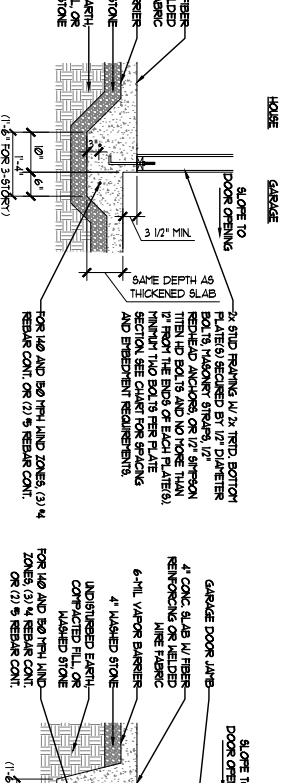 HOUSE
GARAGE
SLOPE TO
DOOR OPENING
FIBER
STONE
EARTH,
OR
STONE
3 1/2" MIN.
3"
10"
6"
1'-4"
(1'-6" FOR 3-STORY)
SAME DEPTH AS
THICKENED SLAB
2x STUD FRAMING W/ 2x TRTD. BOTTOM
PLATE(S) SECURED BY 1/2" DIAMETER
BOLTS, MASONRY STRAPS, 1/2"
REDHEAD ANCHORS, OR 1/2" SIMPSON
TITEN HD BOLTS AND NO MORE THAN
12" FROM THE ENDS OF EACH PLATE(S).
MINIMUM TWO BOLTS PER PLATE
SECTION. SEE CHART FOR SPACING
AND EMBEDMENT REQUIREMENTS.
FOR 140 AND 150 MPH WIND ZONES, (3) #4
REBAR CONT. OR (2) #5 REBAR CONT.
SLOPE TO
DOOR OPENING
GARAGE DOOR JAMB
4" CONC. SLAB W/ FIBER
REINFORCING OR WELDED
WIRE FABRIC
6-MIL VAPOR BARRIER
4" WASHED STONE
UNDISTURBED EARTH,
COMPACTED FILL, OR
WASHED STONE
FOR 140 AND 150 MPH WIND
ZONES, (3) #4 REBAR CONT.
OR (2) #5 REBAR CONT.
(1'-6"